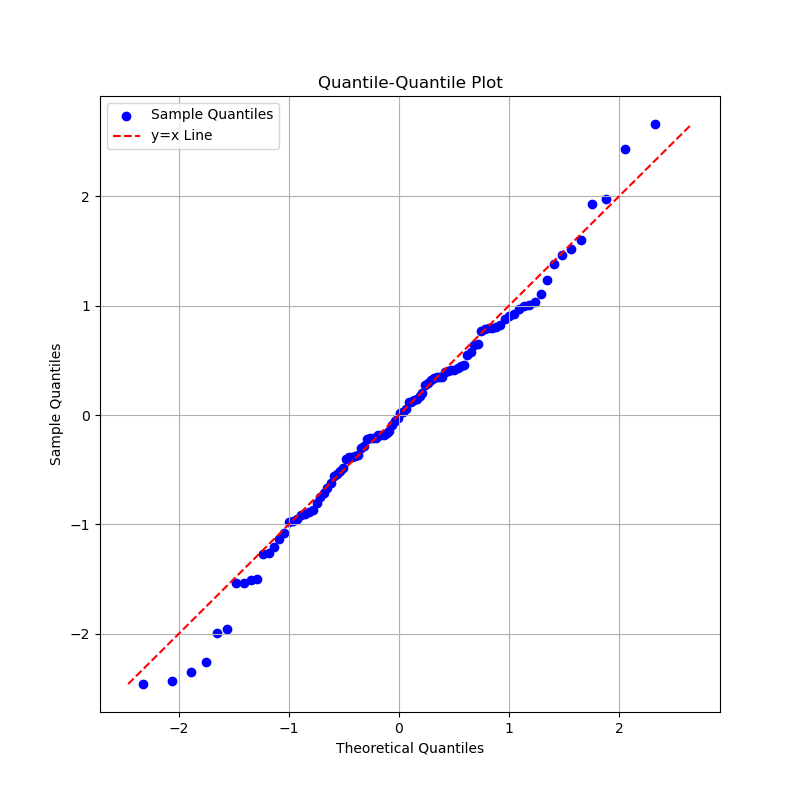 Quantile-Quantile Plot
Sample Quantiles
y=x Line
2
1
0
−1
−2
Sample Quantiles
−2 −1 0 1 2
Theoretical Quantiles